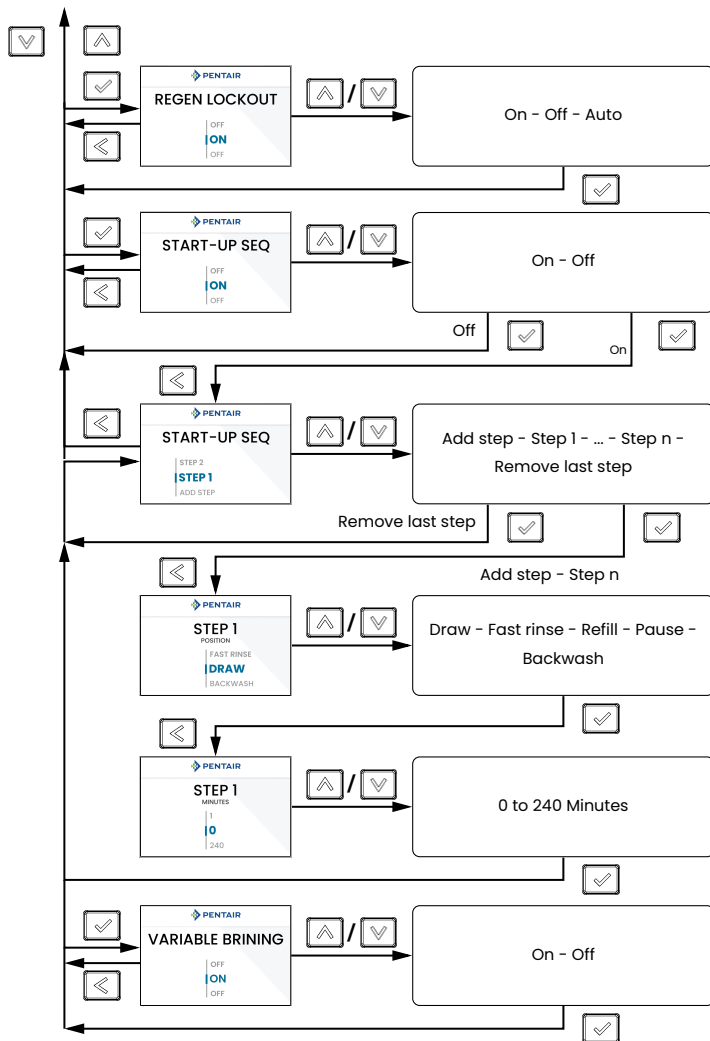 PENTAIR
REGEN LOCKOUT
OFF
ON
OFF
/
On - Off - Auto
PENTAIR
START-UP SEQ
OFF
ON
OFF
/
On - Off
Off
On
PENTAIR
START-UP SEQ
STEP 2
STEP 1
ADD STEP
/
Add step - Step 1 - ... - Step n -
Remove last step
Remove last step
Add step - Step n
PENTAIR
STEP 1
POSITION
FAST RINSE
DRAW
BACKWASH
/
Draw - Fast rinse - Refill - Pause -
Backwash
PENTAIR
STEP 1
MINUTES
1
0
240
/
0 to 240 Minutes
PENTAIR
VARIABLE BRINING
OFF
ON
OFF
/
On - Off